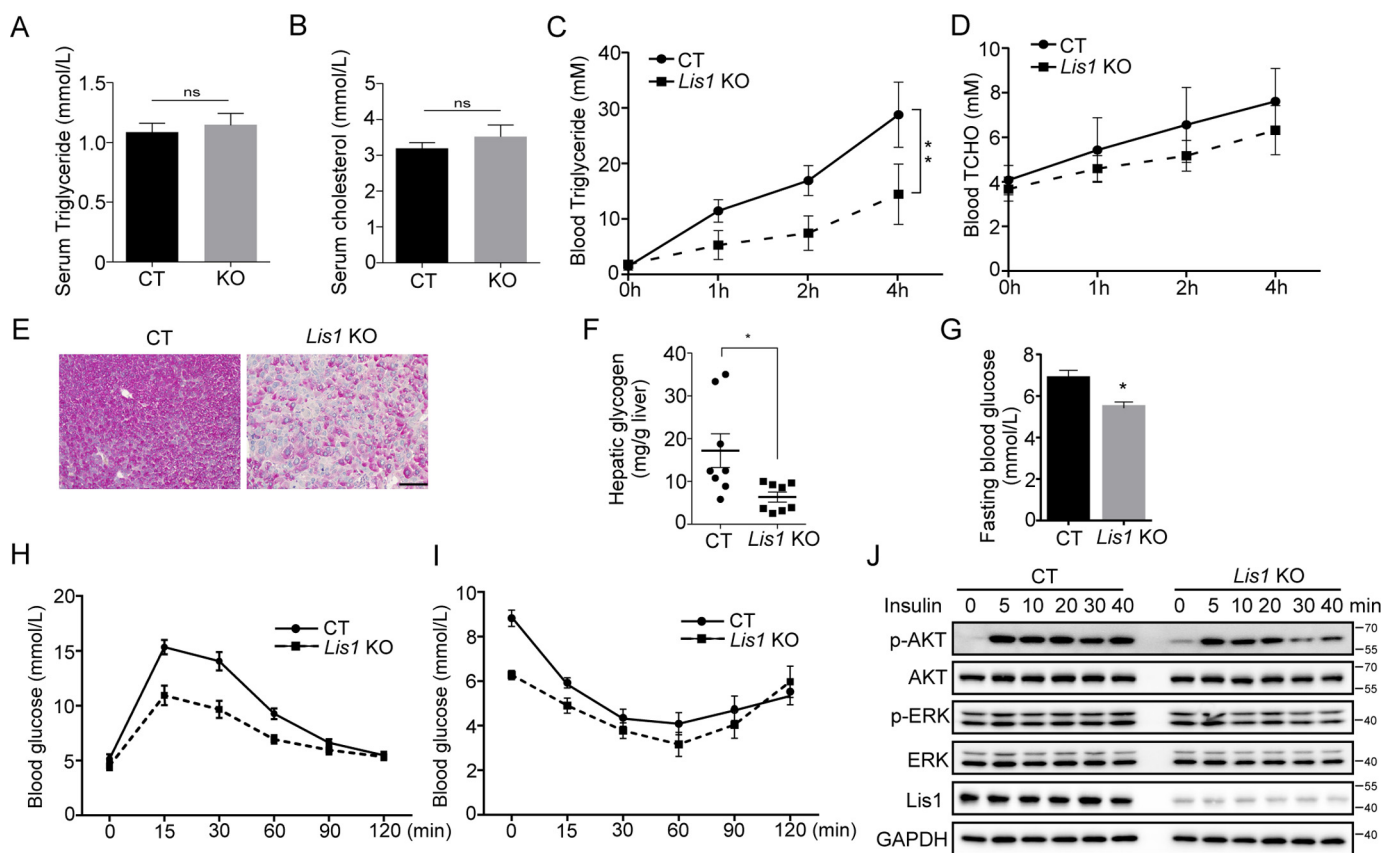 A
Serum Triglyceride (mmol/L)
1.5
1.0
0.5
0
ns
CT KO
B
Serum cholesterol (mmol/L)
5
4
3
2
1
0
ns
CT KO
C
Blood Triglyceride (mM)
40
30
20
10
0
CT
Lis1 KO
**
0h 1h 2h 4h
D
Blood TCHO (mM)
10
8
6
4
2
0
CT
Lis1 KO
0h 1h 2h 4h
E
CT Lis1 KO
F
Hepatic glycogen
(mg/g liver)
40
30
20
10
0
*
CT Lis1 KO
G
Fasting blood glucose
(mmol/L)
8
6
4
2
0
*
CT Lis1 KO
H
Blood glucose (mmol/L)
20
15
10
5
0
CT
Lis1 KO
0 15 30 60 90 120 (min)
I
Blood glucose (mmol/L)
10
8
6
4
2
0
CT
Lis1 KO
0 15 30 60 90 120 (min)
J
CT Lis1 KO
Insulin 0 5 10 20 30 40 0 5 10 20 30 40 min
p-AKT 70 55
AKT 70 55
p-ERK 40
ERK 40
Lis1 55 40
GAPDH 40